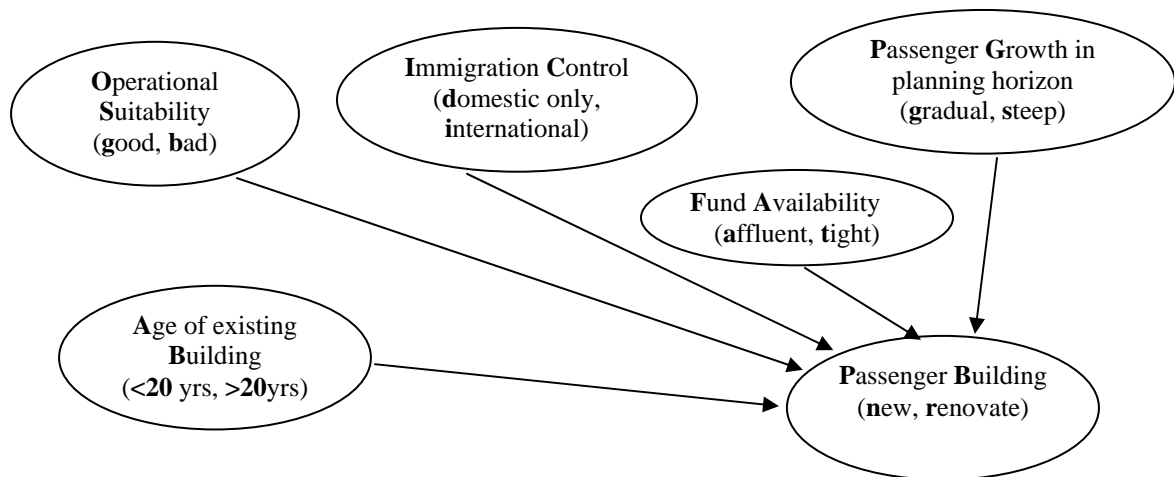 Operational
Suitability
(good, bad)
Immigration Control
(domestic only,
international)
Passenger Growth in
planning horizon
(gradual, steep)
Fund Availability
(affluent, tight)
Age of existing
Building
(<20 yrs, >20yrs)
Passenger Building
(new, renovate)